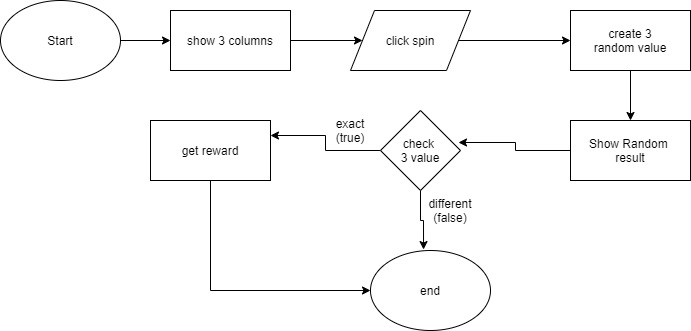 Start
show 3 columns
click spin
create 3
random value
Show Random
result
check
3 value
exact
(true)
get reward
different
(false)
end